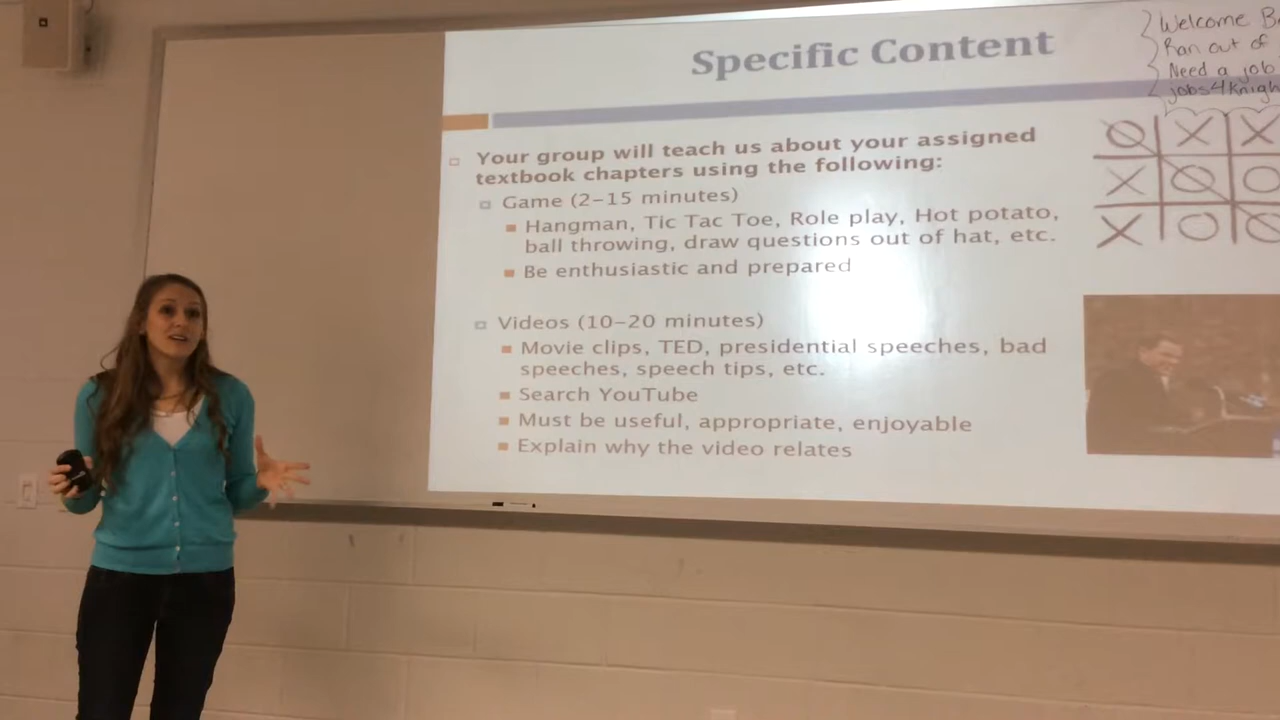 Specific Content
Welcome
Ran out of
Need a job
Your group will teach us about your assigned
textbook chapters using the following:
Game (2–15 minutes)
Hangman, Tic Tac Toe, Role play, Hot potato,
ball throwing, draw questions out of hat, etc.
Be enthusiastic and prepared
Videos (10–20 minutes)
Movie clips, TED, presidential speeches, bad
speeches, speech tips, etc.
Search YouTube
Must be useful, appropriate, enjoyable
Explain why the video relates
O X X
X O O
X O